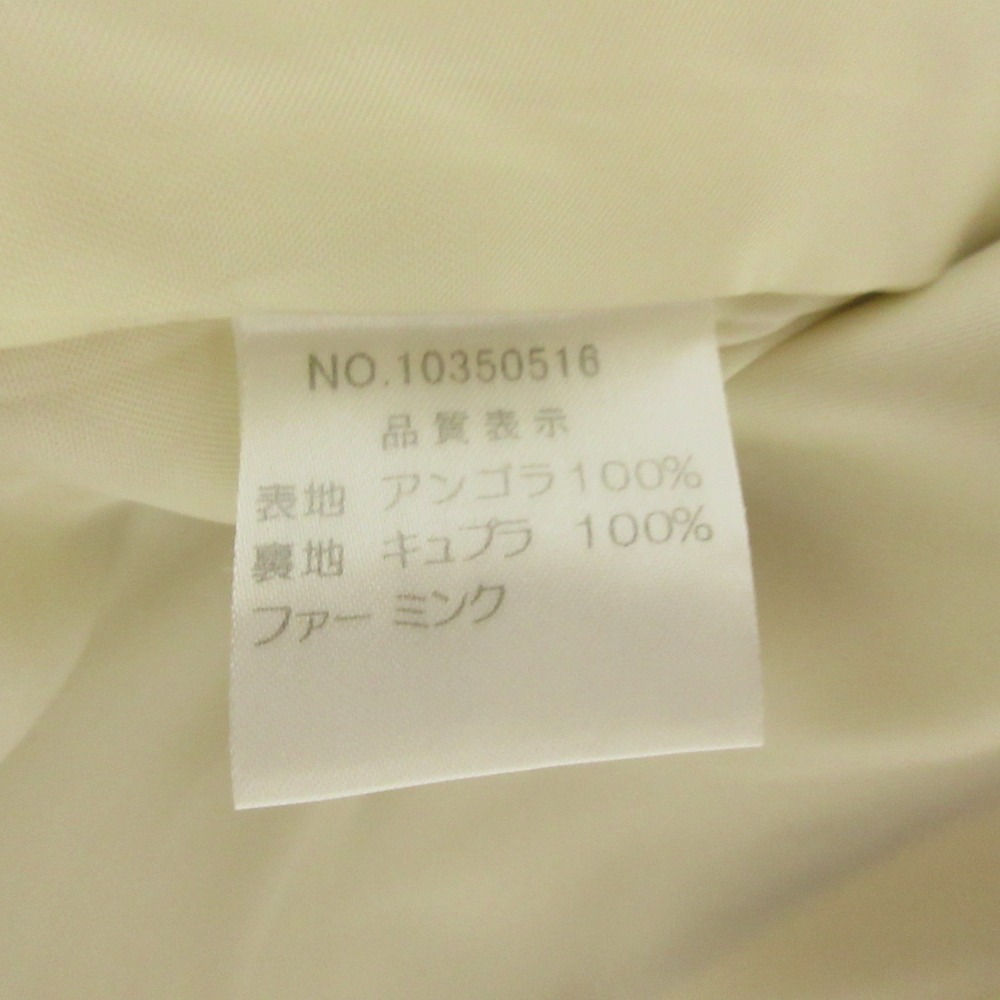 NO.10350516
品質表示
表地 アンゴラ100%
裏地 キュプラ 100%
ファー ミンク